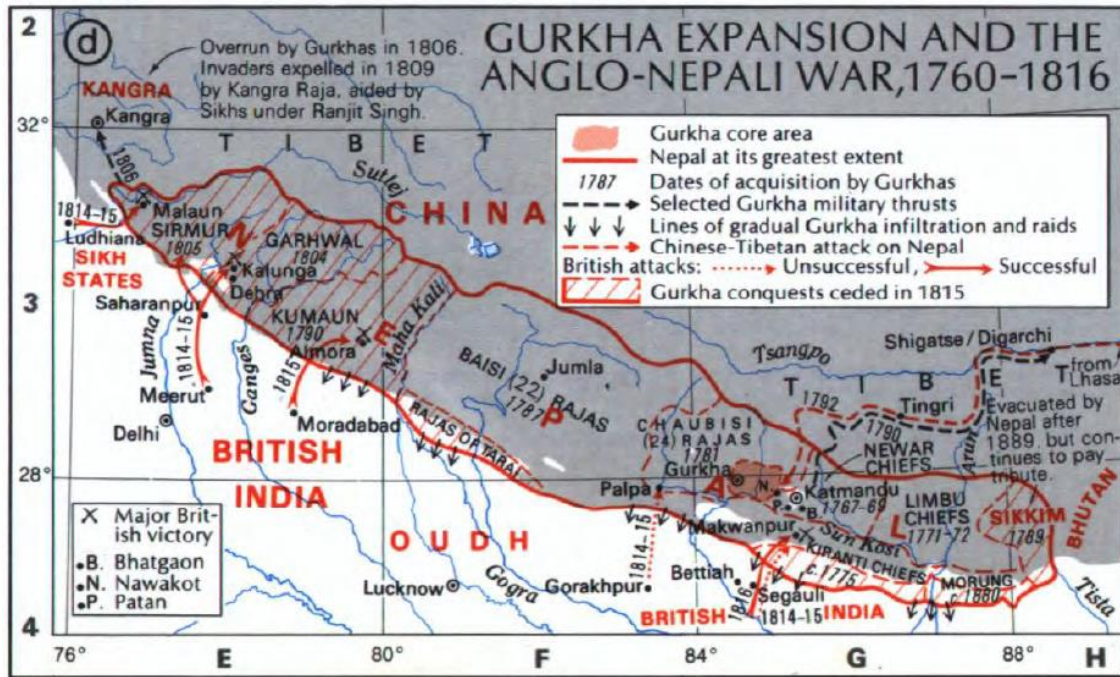 2
d
GURKHA EXPANSION AND THE
ANGLO-NEPALI WAR, 1760–1816
Overrun by Gurkhas in 1806.
Invaders expelled in 1809
by Kangra Raja, aided by
Sikhs under Ranjit Singh.
KANGRA
Kangra
32°
Gurkha core area
Nepal at its greatest extent
1787 Dates of acquisition by Gurkhas
Selected Gurkha military thrusts
Lines of gradual Gurkha infiltration and raids
Chinese-Tibetan attack on Nepal
British attacks: Unsuccessful, Successful
Gurkha conquests ceded in 1815
TIBET
CHINA
Sutlej
1806
1814–15
Ludhiana
SIKH
STATES
Malaun
SIRMUR
1805
N
GARHWAL
1804
Kalunga
Debra
Saharanpur
3
KUMAUN
1790
Almora
E
Maha Kali
Jumna
1814–15
Ganges
1815
Meerut
Delhi
Moradabad
BAISI (22) RAJAS
1787
Jumla
P
RAJAS OF TARAI
Tsangpo
Shigatse / Digarchi
TIBET
from
Lhasa
1792
Tingri
1790
Arun
Evacuated by
Nepal after
1889, but con-
tinues to pay
tribute.
CHAUBISI
(24) RAJAS
1781
NEWAR
CHIEFS
28°
BRITISH
INDIA
Gurkha
A
N.
P.
B.
Katmandu
1767–69
Palpa
Makwanpur
Sun Kosi
L
LIMBU
CHIEFS
1771–72
SIKKIM
1789
BHUTAN
KIRANTI CHIEFS
c. 1775
MORUNG
c. 1880
Tista
OUDH
Gogra
Lucknow
Gorakhpur
1814–15
Bettiah
Segauli
1816
1814–15
BRITISH INDIA
Major Brit-
ish victory
B. Bhatgaon
N. Nawakot
P. Patan
4
76° E 80° F 84° G 88° H